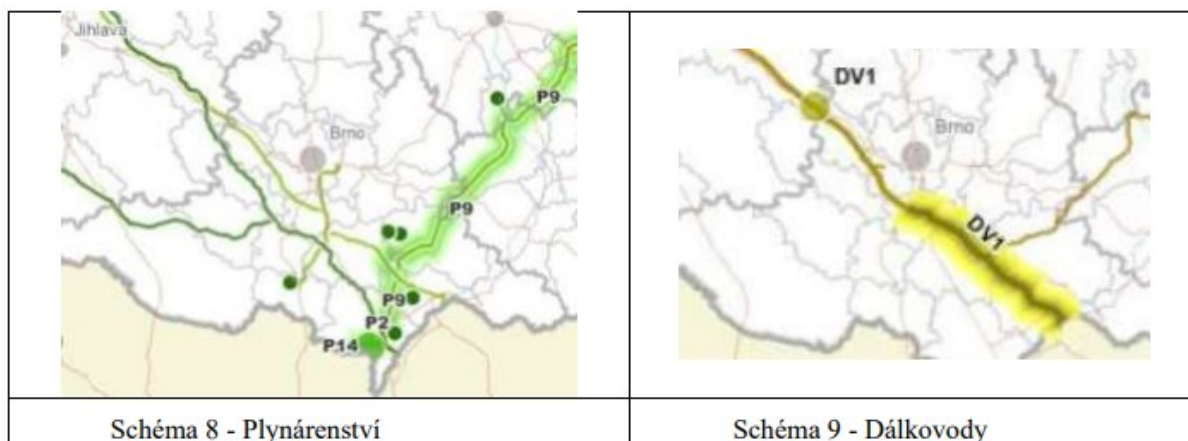 Jihlava
P9
Brno
P9
P9
P2
P14
DV1
Brno
DV1
Schéma 8 - Plynárenství
Schéma 9 - Dálkovody